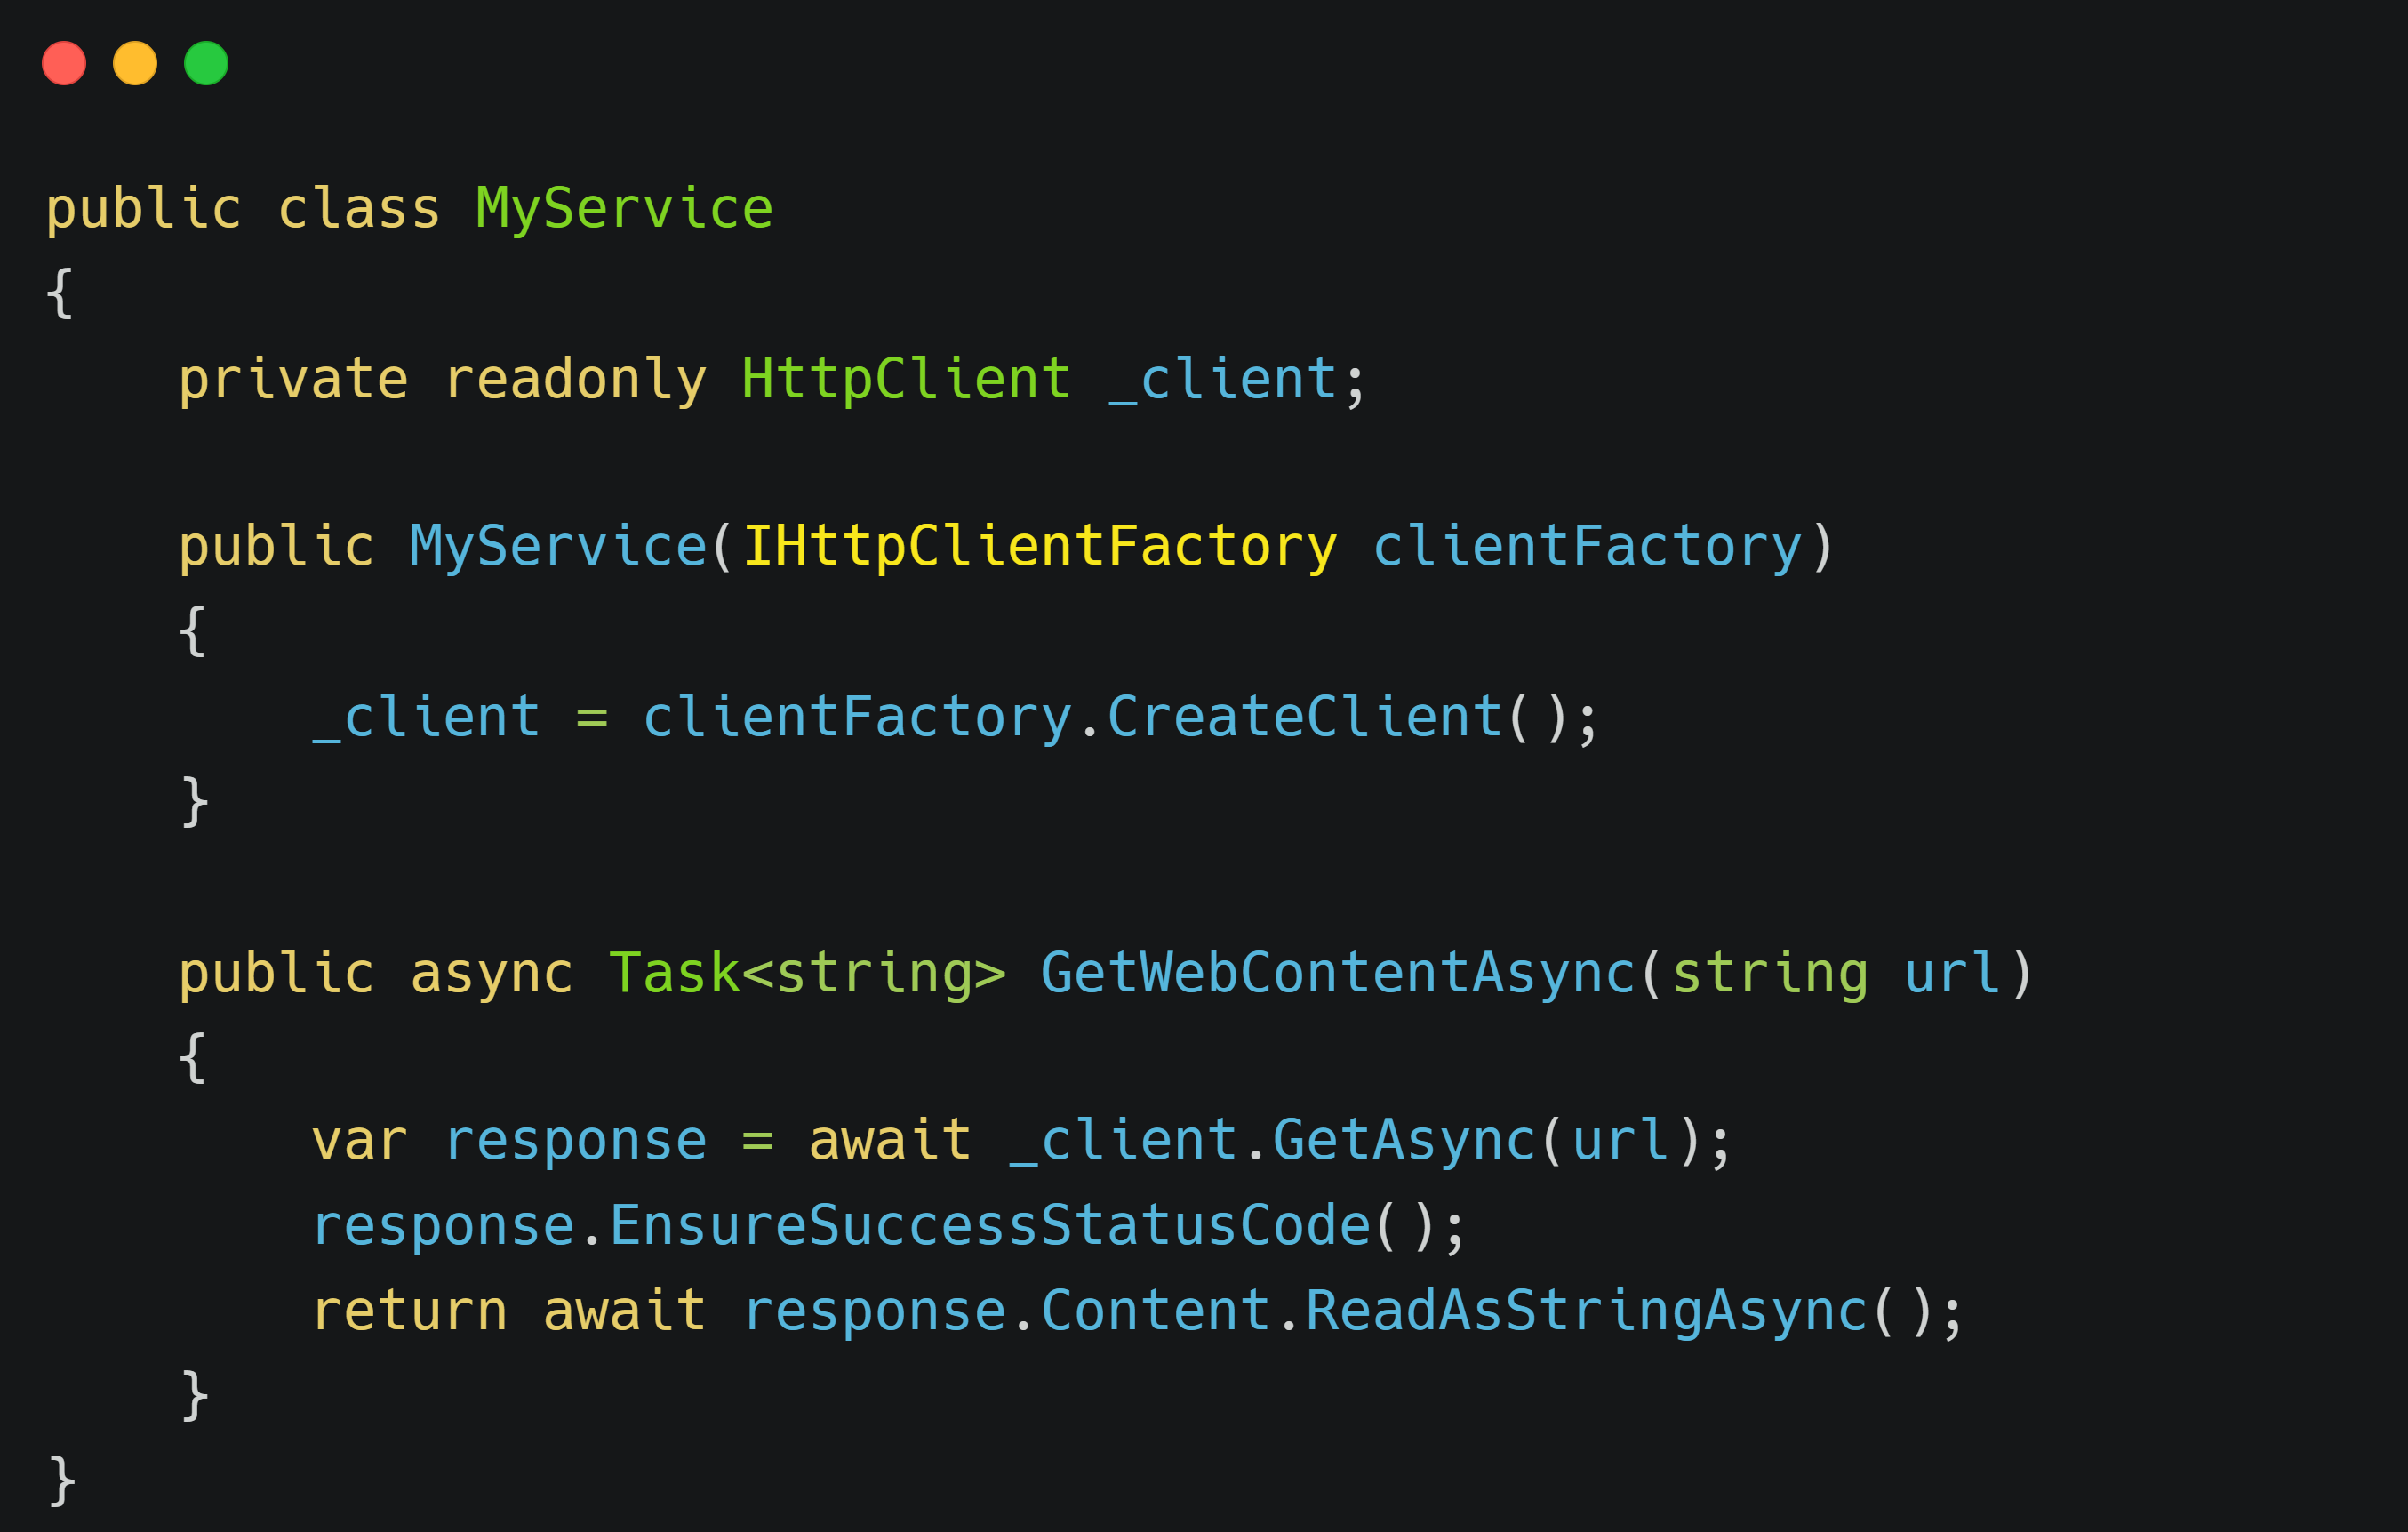 public class MyService
{
    private readonly HttpClient _client;

    public MyService(IHttpClientFactory clientFactory)
    {
        _client = clientFactory.CreateClient();
    }

    public async Task<string> GetWebContentAsync(string url)
    {
        var response = await _client.GetAsync(url);
        response.EnsureSuccessStatusCode();
        return await response.Content.ReadAsStringAsync();
    }
}